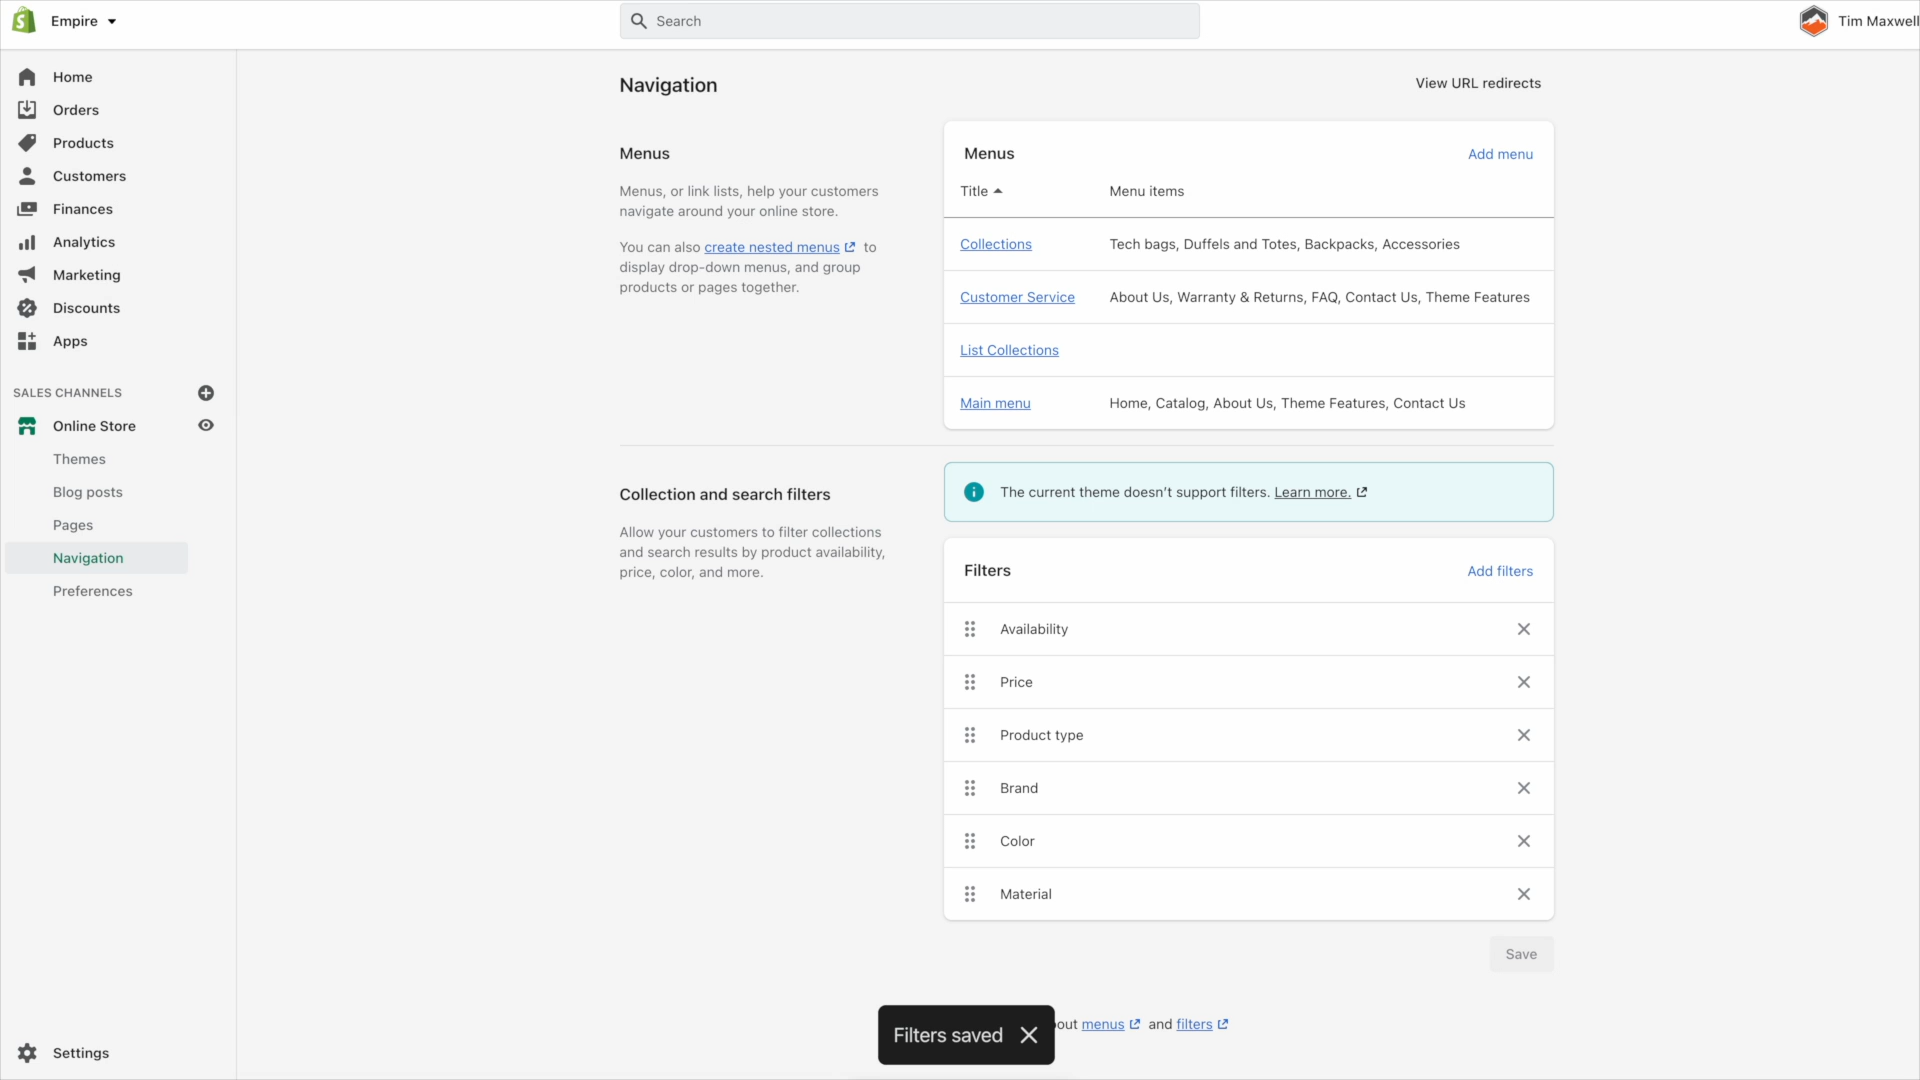 Empire
Search
Tim Maxwell
Home
Orders
Products
Customers
Finances
Analytics
Marketing
Discounts
Apps
SALES CHANNELS
Online Store
Themes
Blog posts
Pages
Navigation
Preferences
Settings
Navigation
View URL redirects
Menus
Menus, or link lists, help your customers
navigate around your online store.
You can also create nested menus to
display drop-down menus, and group
products or pages together.
Menus
Add menu
Title
Menu items
Collections
Tech bags, Duffels and Totes, Backpacks, Accessories
Customer Service
About Us, Warranty & Returns, FAQ, Contact Us, Theme Features
List Collections
Main menu
Home, Catalog, About Us, Theme Features, Contact Us
Collection and search filters
Allow your customers to filter collections
and search results by product availability,
price, color, and more.
The current theme doesn't support filters. Learn more.
Filters
Add filters
Availability
Price
Product type
Brand
Color
Material
Save
out menus and filters
Filters saved